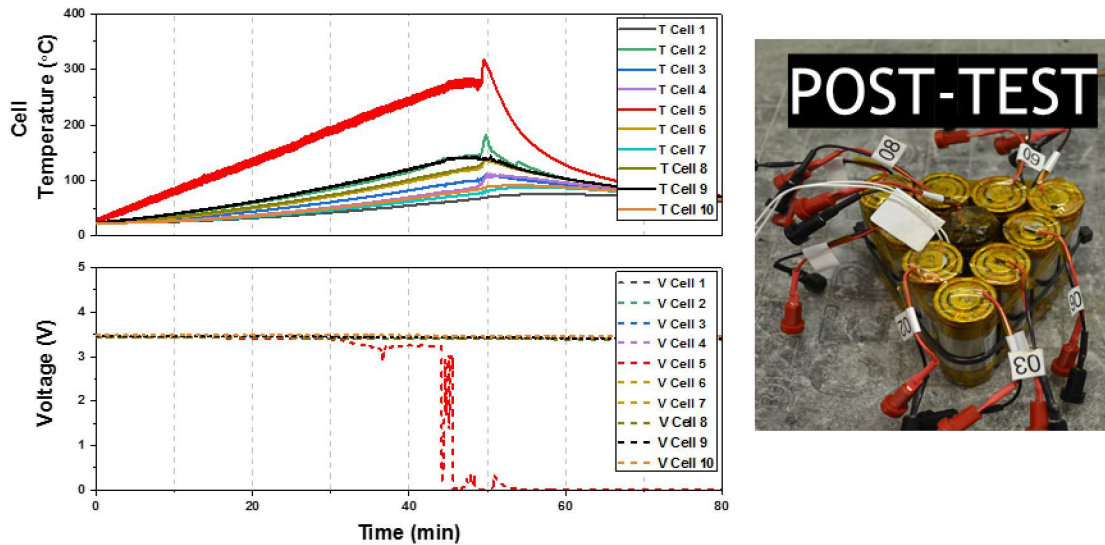 400
300
200
100
0
Cell
Temperature (°C)
T Cell 1
T Cell 2
T Cell 3
T Cell 4
T Cell 5
T Cell 6
T Cell 7
T Cell 8
T Cell 9
T Cell 10
5
4
3
2
1
0
Voltage (V)
V Cell 1
V Cell 2
V Cell 3
V Cell 4
V Cell 5
V Cell 6
V Cell 7
V Cell 8
V Cell 9
V Cell 10
0
20
40
60
80
Time (min)
POST-TEST
08
09
02
03
06